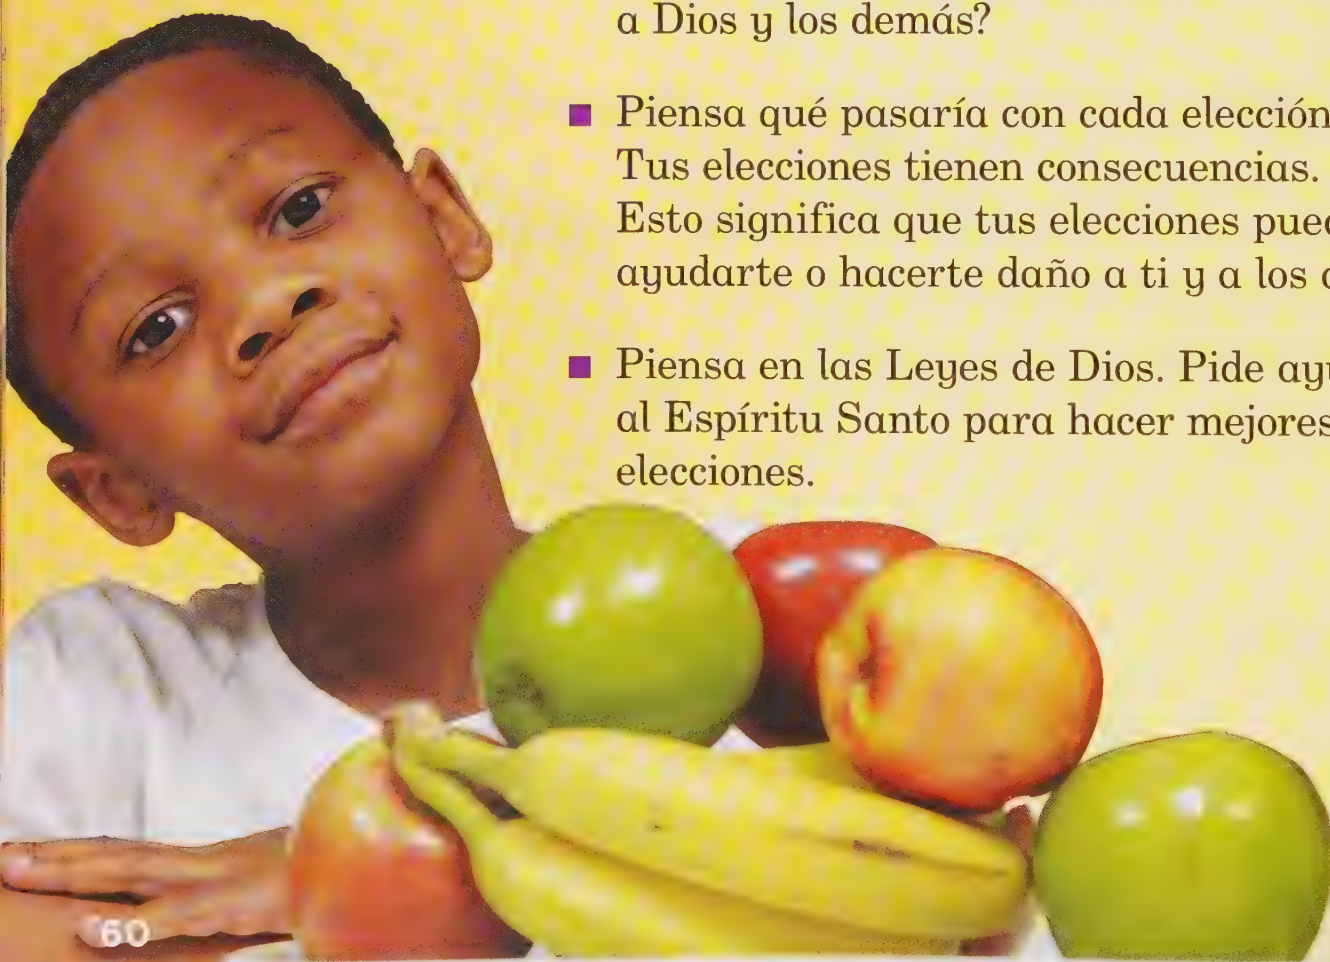 a Dios y los demás?
■ Piensa qué pasaría con cada elección
Tus elecciones tienen consecuencias.
Esto significa que tus elecciones
ayudarte o hacerte daño a ti y a los
■ Piensa en las Leyes de Dios. Pide
al Espíritu Santo para hacer mejores
elecciones.
60